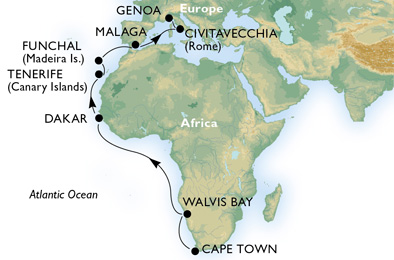 GENOA
Europe
MALAGA
CIVITAVECCHIA
(Rome)
FUNCHAL
(Madeira Is.)
TENERIFE
(Canary Islands)
DAKAR
Africa
Atlantic Ocean
WALVIS BAY
CAPE TOWN